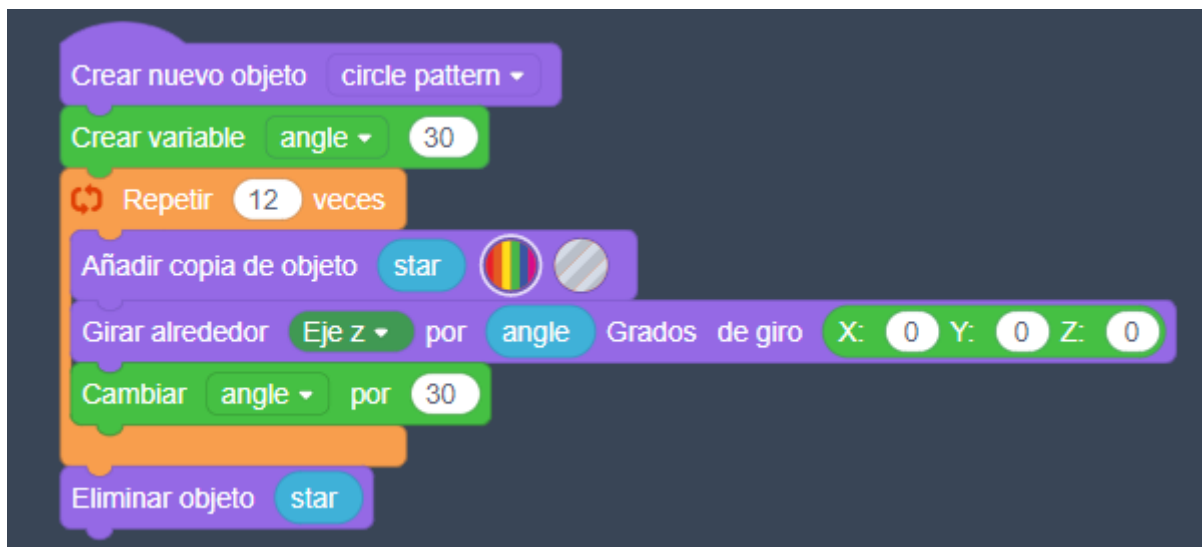 Crear nuevo objeto circle pattern
Crear variable angle 30
Repetir 12 veces
Añadir copia de objeto star
Girar alrededor Eje z por angle Grados de giro X: 0 Y: 0 Z: 0
Cambiar angle por 30
Eliminar objeto star